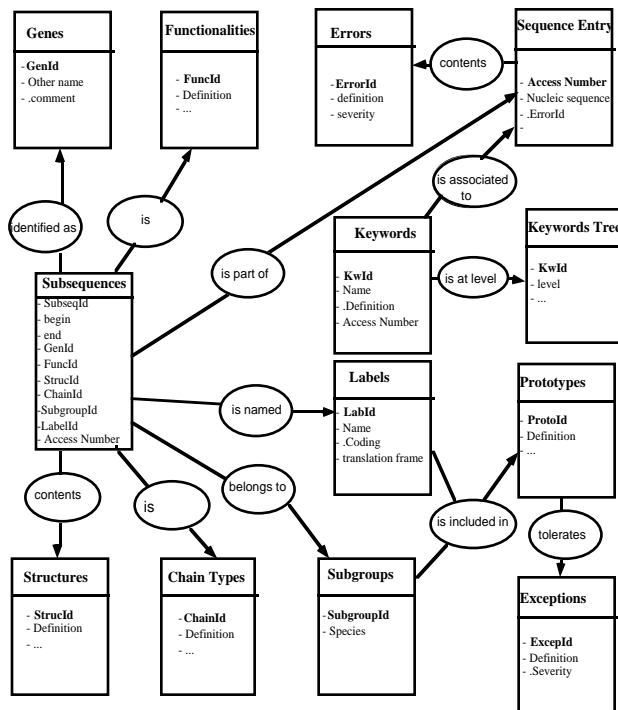 Genes
-GenId
- Other name
- .comment
Functionalities
- FuncId
- Definition
- ...
Errors
-ErrorId
- definition
- severity
contents
Sequence Entry
- Access Number
- Nucleic sequence
- .ErrorId
-
identified as
is
is part of
is associated
to
Keywords
- KwId
- Name
- .Definition
- Access Number
is at level
Keywords Tree
- KwId
- level
- ...
Subsequences
- SubseqId
- begin
- end
- GenId
- FuncId
- StrucId
- ChainId
-SubgroupId
-LabelId
- Access Number
is named
Labels
- LabId
- Name
- .Coding
- translation frame
Prototypes
- ProtoId
- Definition
- ...
contents
is
belongs to
is included in
tolerates
Structures
- StrucId
- Definition
- ...
Chain Types
- ChainId
- Definition
- ...
Subgroups
-SubgroupId
- Species
Exceptions
- ExcepId
- Definition
- .Severity